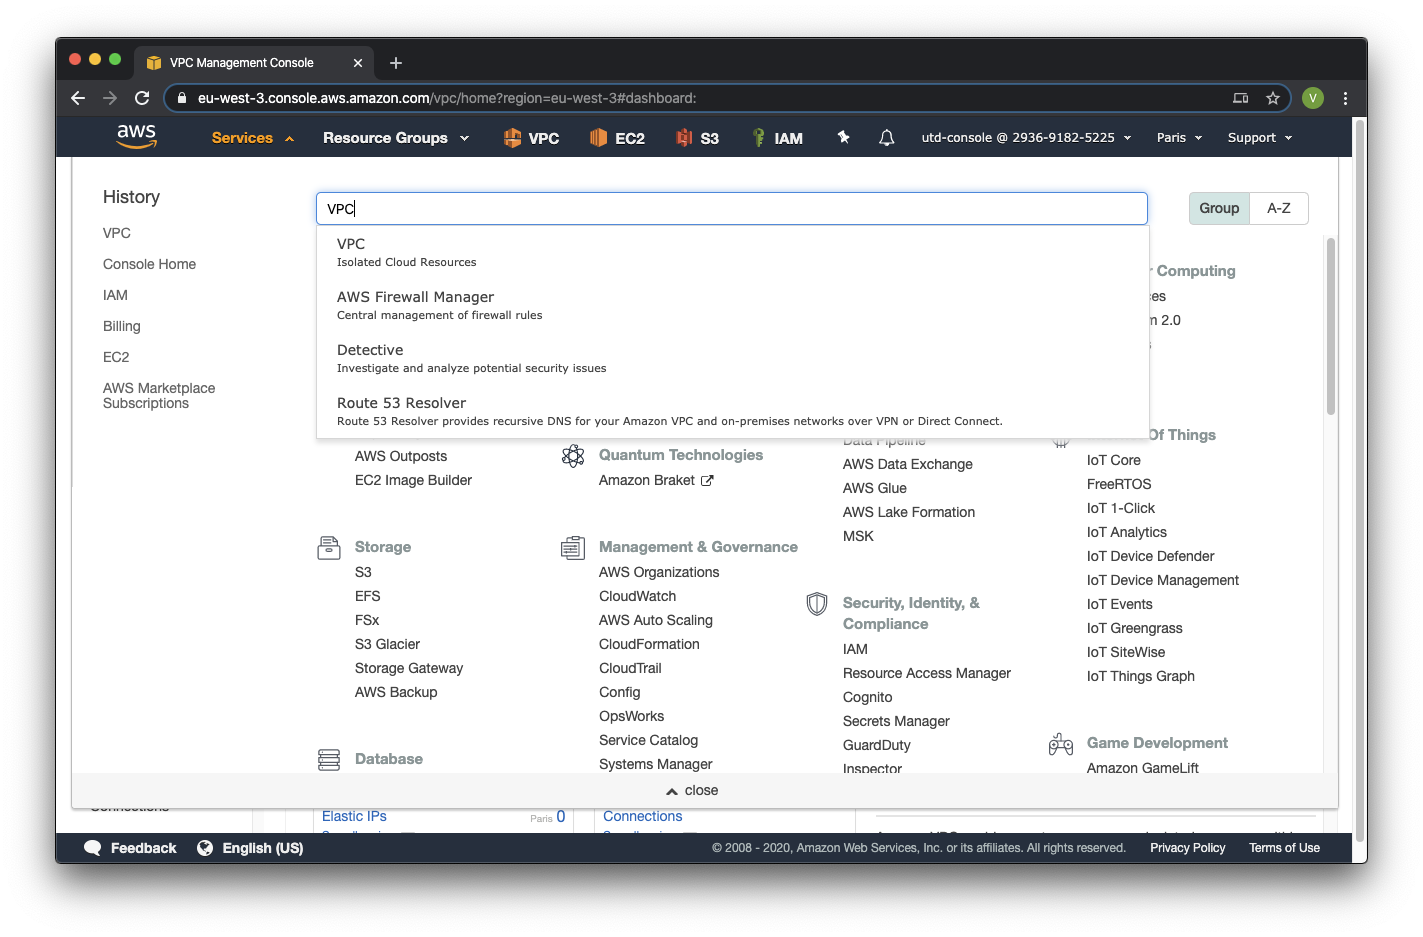 VPC Management Console
eu-west-3.console.aws.amazon.com/vpc/home?region=eu-west-3#dashboard:
V
aws
Services
Resource Groups
VPC
EC2
S3
IAM
utd-console @ 2936-9182-5225
Paris
Support
History
VPC
Console Home
IAM
Billing
EC2
AWS Marketplace
Subscriptions
VPC
Group
A-Z
VPC
Isolated Cloud Resources
AWS Firewall Manager
Central management of firewall rules
Detective
Investigate and analyze potential security issues
Route 53 Resolver
Route 53 Resolver provides recursive DNS for your Amazon VPC and on-premises networks over VPN or Direct Connect.
AWS Outposts
EC2 Image Builder
Storage
S3
EFS
FSx
S3 Glacier
Storage Gateway
AWS Backup
Database
Quantum Technologies
Amazon Braket
Management & Governance
AWS Organizations
CloudWatch
AWS Auto Scaling
CloudFormation
CloudTrail
Config
OpsWorks
Service Catalog
Systems Manager
Data Pipeline
AWS Data Exchange
AWS Glue
AWS Lake Formation
MSK
Security, Identity, &
Compliance
IAM
Resource Access Manager
Cognito
Secrets Manager
GuardDuty
Inspector
Computing
2.0
Of Things
IoT Core
FreeRTOS
IoT 1-Click
IoT Analytics
IoT Device Defender
IoT Device Management
IoT Events
IoT Greengrass
IoT SiteWise
IoT Things Graph
Game Development
Amazon GameLift
close
Connections
Elastic IPs
Paris 0
Connections
Feedback
English (US)
© 2008 - 2020, Amazon Web Services, Inc. or its affiliates. All rights reserved.
Privacy Policy
Terms of Use